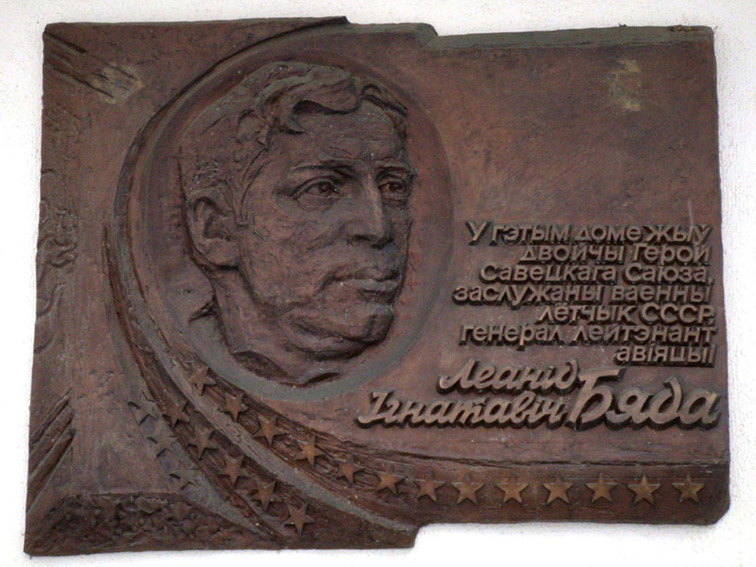 У гэтым доме жыў
двойчы Герой
Савецкага Саюза,
заслужаны ваенны
лётчык СССР,
генерал лейтэнант
авіяцыі
Леанід
Ігнатавіч Бяда